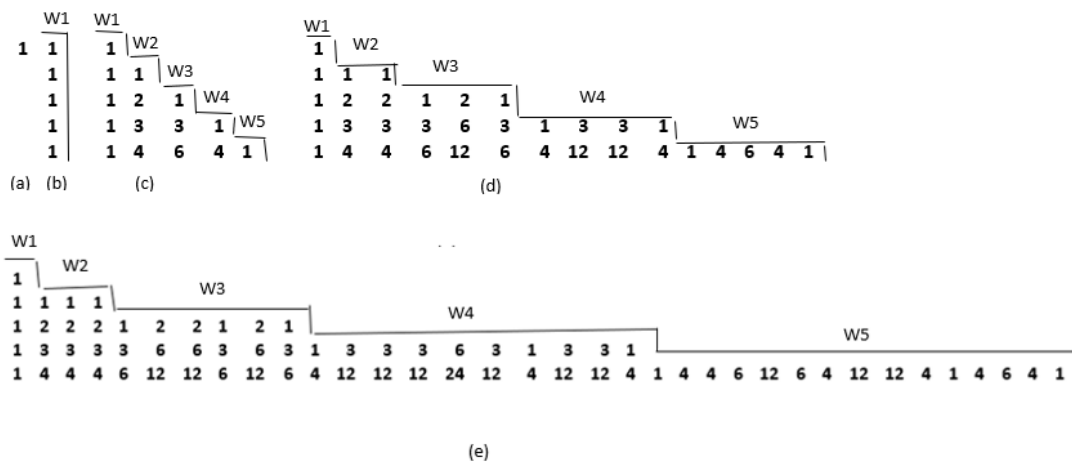 W1 W1 W1
1 1 1 W2 1 W2
1 1 1 W3 1 1 1 W3
1 1 2 1 W4 1 2 2 1 2 1 W4
1 1 3 3 1 W5 1 3 3 3 6 3 1 3 3 1 W5
1 1 4 6 4 1 1 4 4 6 12 6 4 12 12 4 1 4 6 4 1
(a) (b) (c) (d)
W1
1 W2
1 1 1 1 W3
1 2 2 2 1 2 2 1 2 1 W4
1 3 3 3 3 6 6 3 6 3 1 3 3 3 6 3 1 3 3 1 W5
1 4 4 4 6 12 12 6 12 6 4 12 12 12 24 12 4 12 12 4 1 4 4 6 12 6 4 12 12 4 1 4 6 4 1
(e)